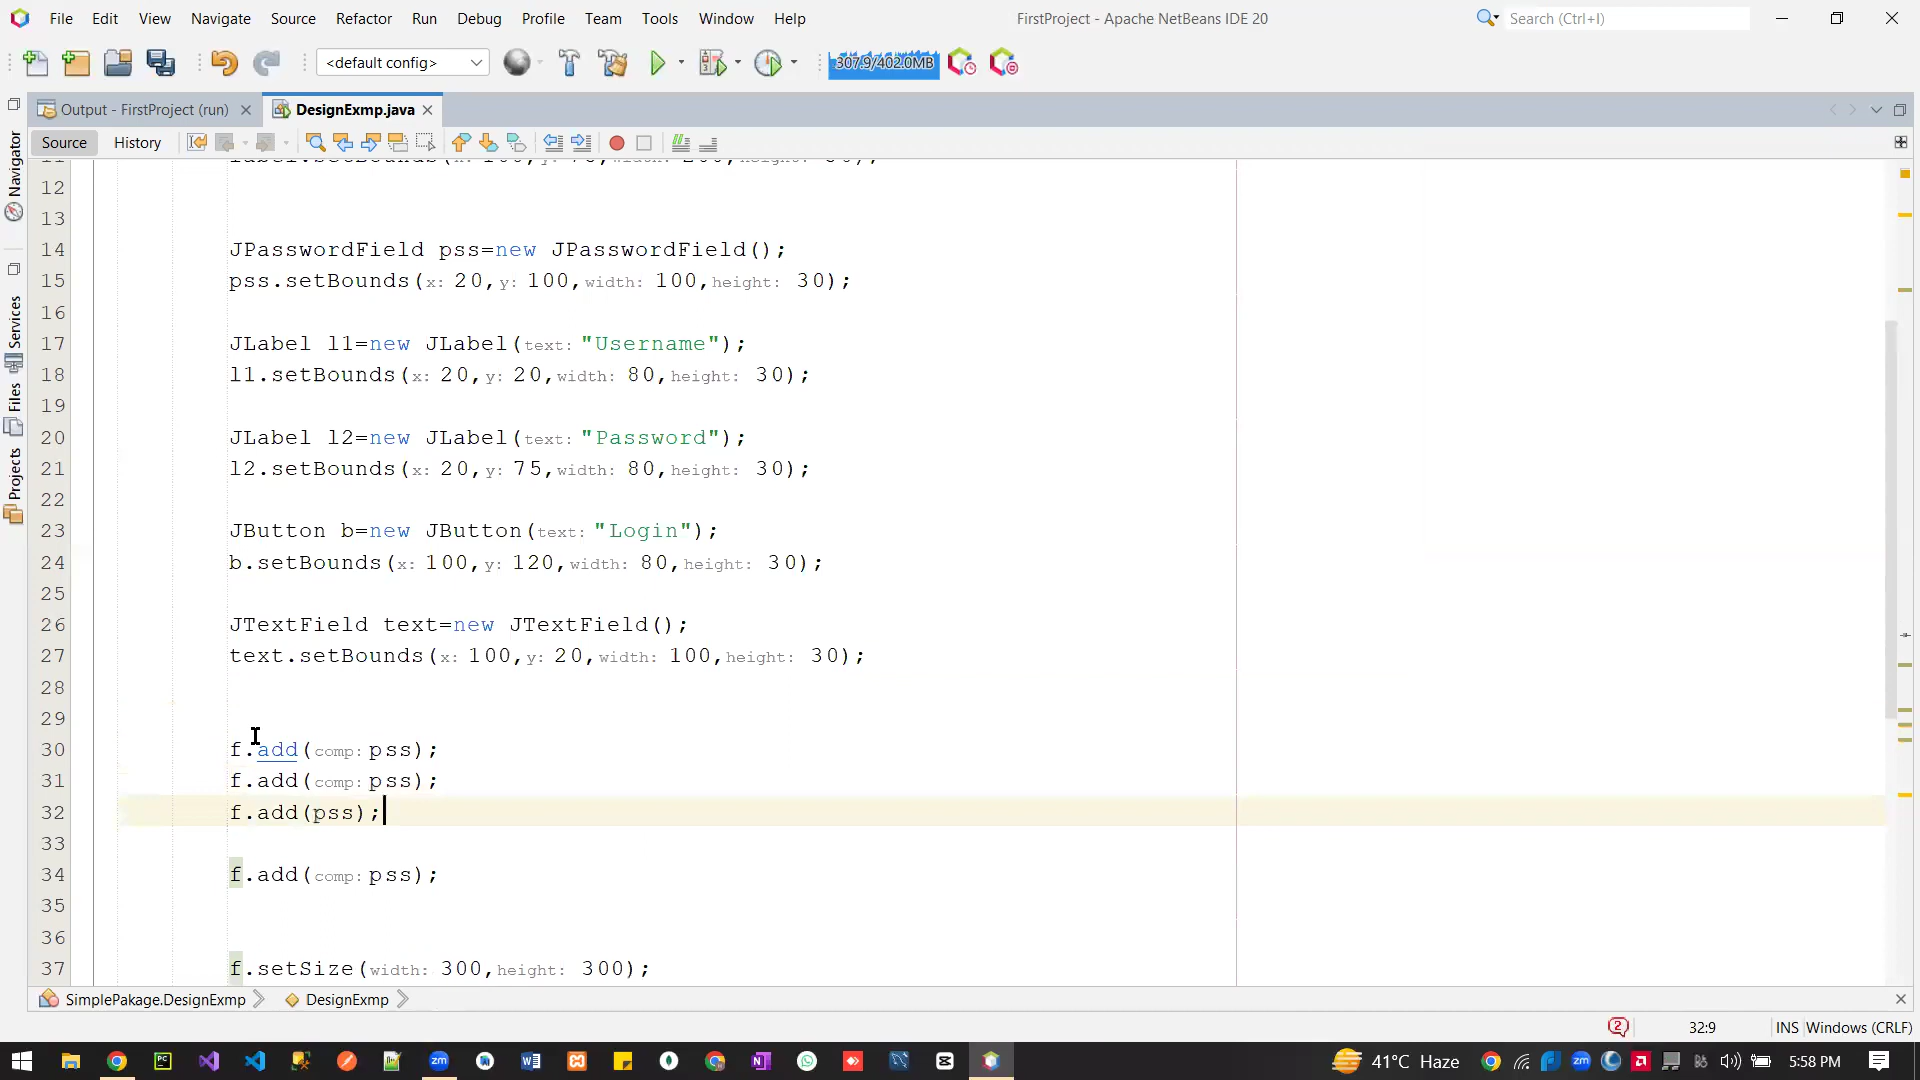 File Edit View Navigate Source Refactor Run Debug Profile Team Tools Window Help FirstProject - Apache NetBeans IDE 20 Search (Ctrl+I)
<default config> 307.9/402.0MB
Output - FirstProject (run) DesignExmp.java
Source History
Navigator
Services
Files
Projects
12
13
14 JPasswordField pss=new JPasswordField();
15 pss.setBounds(x: 20,y: 100,width: 100,height: 30);
16
17 JLabel l1=new JLabel(text: "Username");
18 l1.setBounds(x: 20,y: 20,width: 80,height: 30);
19
20 JLabel l2=new JLabel(text: "Password");
21 l2.setBounds(x: 20,y: 75,width: 80,height: 30);
22
23 JButton b=new JButton(text: "Login");
24 b.setBounds(x: 100,y: 120,width: 80,height: 30);
25
26 JTextField text=new JTextField();
27 text.setBounds(x: 100,y: 20,width: 100,height: 30);
28
29
30 f.add(comp: pss);
31 f.add(comp: pss);
32 f.add(pss);
33
34 f.add(comp: pss);
35
36
37 f.setSize(width: 300,height: 300);
SimplePakage.DesignExmp DesignExmp
2 32:9 INS Windows (CRLF)
41°C Haze 5:58 PM